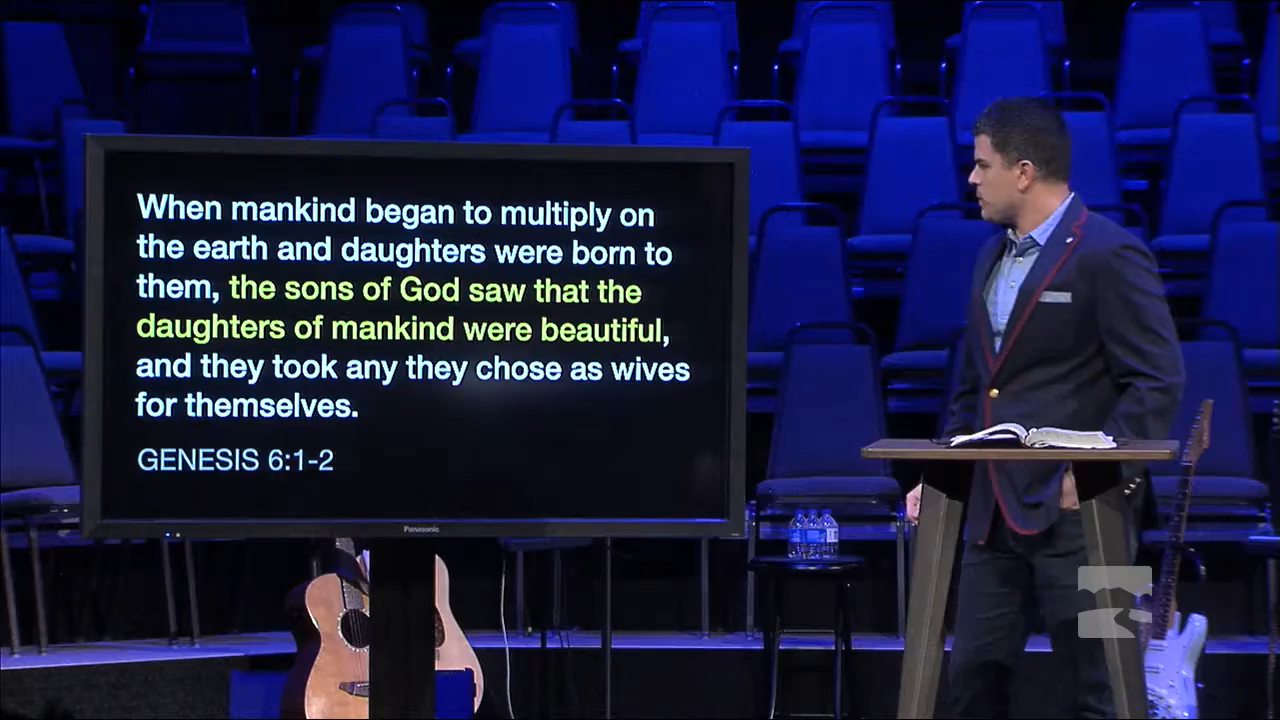 When mankind began to multiply on
the earth and daughters were born to
them, the sons of God saw that the
daughters of mankind were beautiful,
and they took any they chose as wives
for themselves.
GENESIS 6:1-2
Panasonic